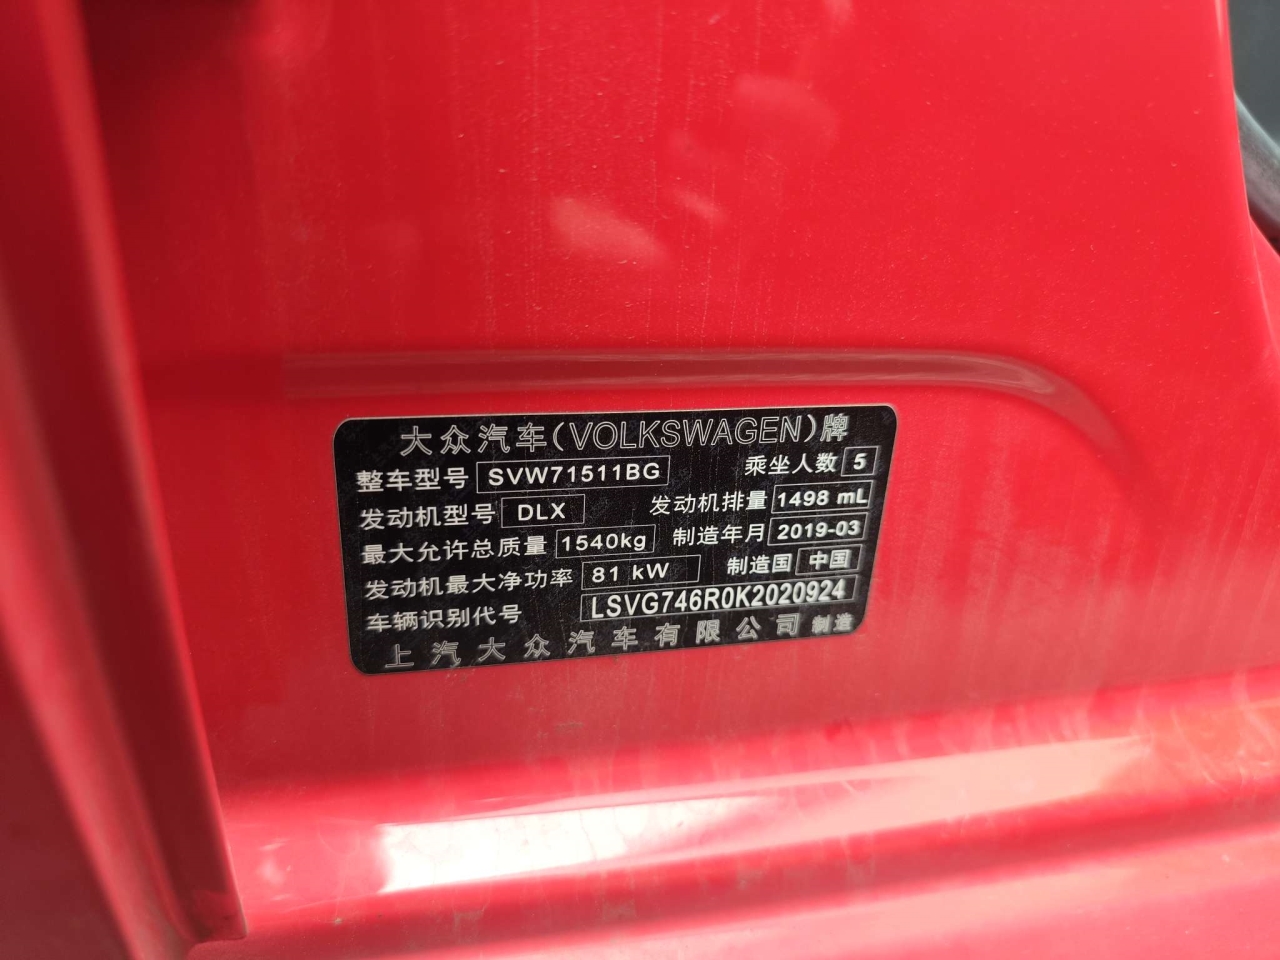 大众汽车(VOLKSWAGEN)牌
整车型号 SVW71511BG 乘坐人数 5
发动机型号 DLX 发动机排量 1498 mL
最大允许总质量 1540kg 制造年月 2019-03
发动机最大净功率 81 kW 制造国 中国
车辆识别代号 LSVG746R0K2020924
上汽大众汽车有限公司 制造